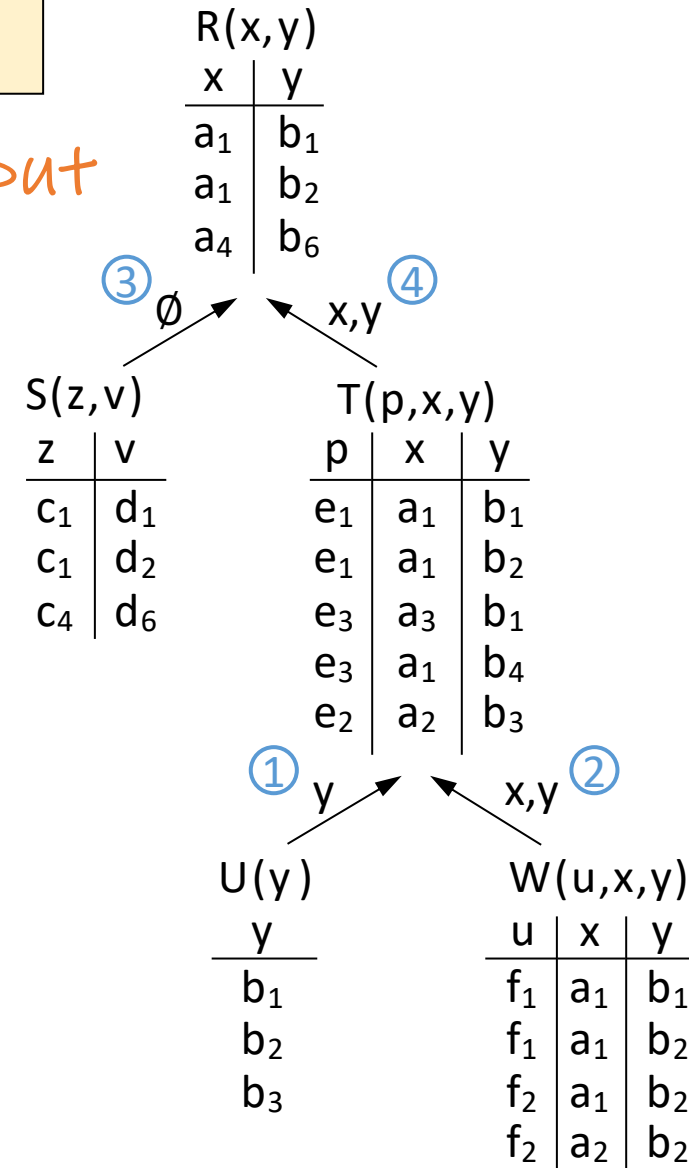 R(x,y)
x y
a₁ b₁
a₁ b₂
a₄ b₆
③ ∅ x,y ④
S(z,v) T(p,x,y)
z v p x y
c₁ d₁ e₁ a₁ b₁
c₁ d₂ e₁ a₁ b₂
c₄ d₆ e₃ a₃ b₁
e₃ a₁ b₄
e₂ a₂ b₃
① y x,y ②
U(y) W(u,x,y)
y u x y
b₁ f₁ a₁ b₁
b₂ f₁ a₁ b₂
b₃ f₂ a₁ b₂
f₂ a₂ b₂